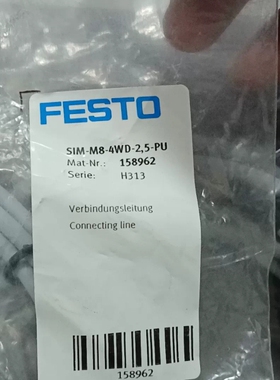 FESTO
SIM-M8-4WD-2,5-PU
Mat-Nr.: 158962
Serie: H313
Verbindungsleitung
Connecting line
158962